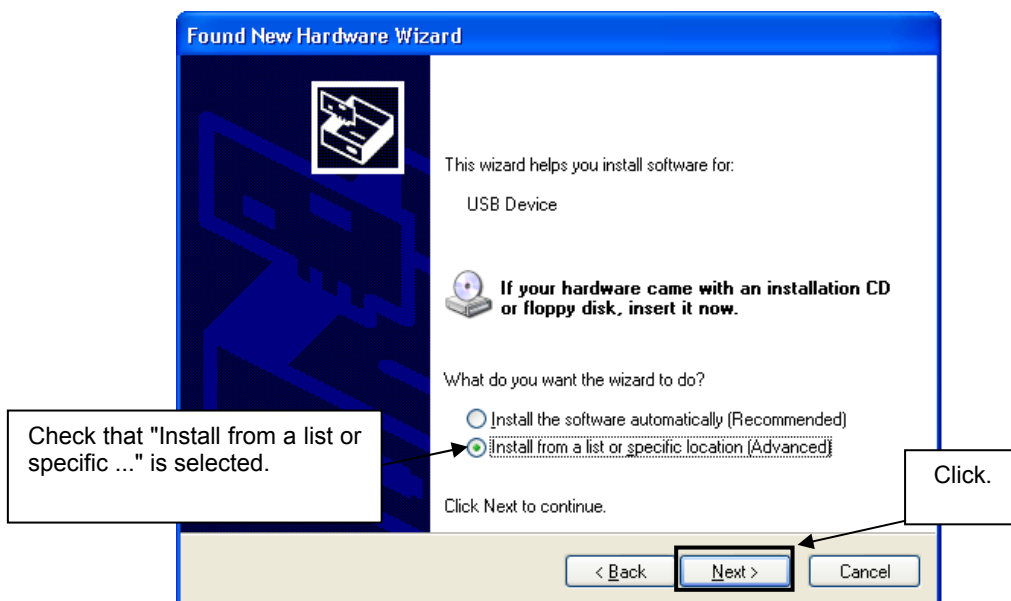 Found New Hardware Wizard
This wizard helps you install software for:
USB Device
If your hardware came with an installation CD
or floppy disk, insert it now.
What do you want the wizard to do?
Install the software automatically (Recommended)
Install from a list or specific location (Advanced)
Check that "Install from a list or
specific ..." is selected.
Click.
Click Next to continue.
< Back
Next >
Cancel